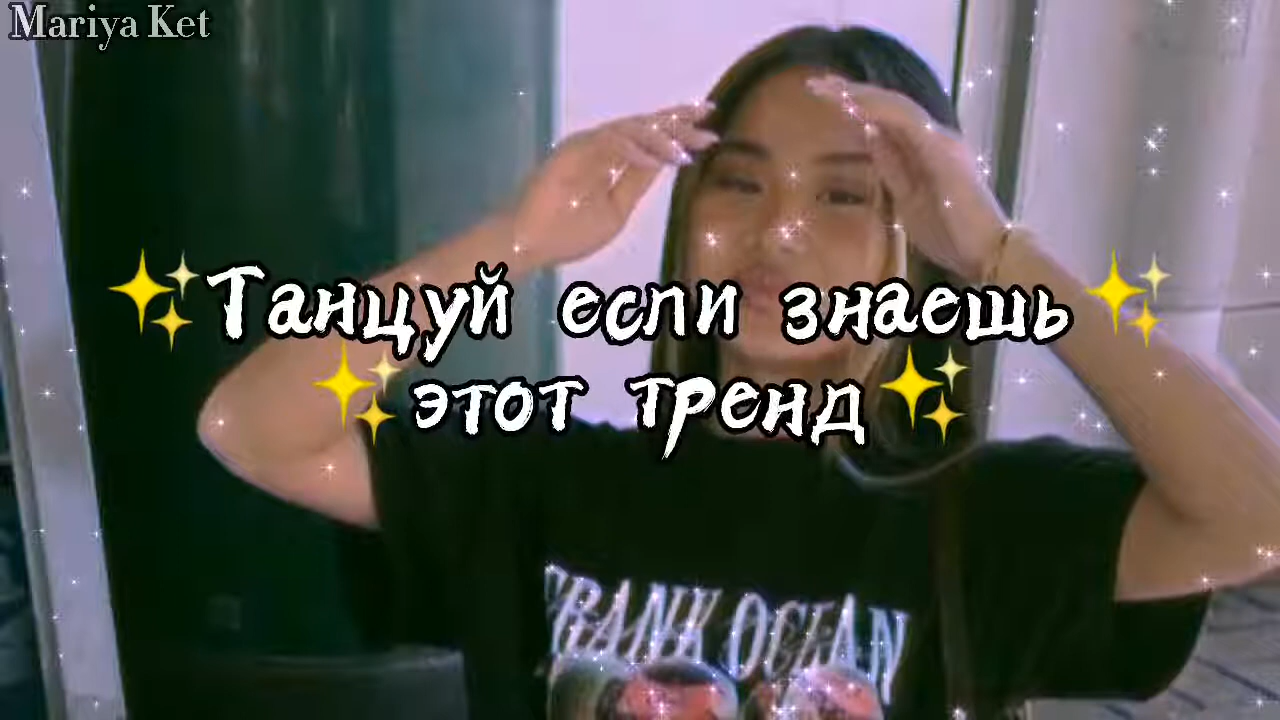 Mariya Ket
✨Танцуй если знаешь✨
✨этот тренд✨
FRANK OCEAN